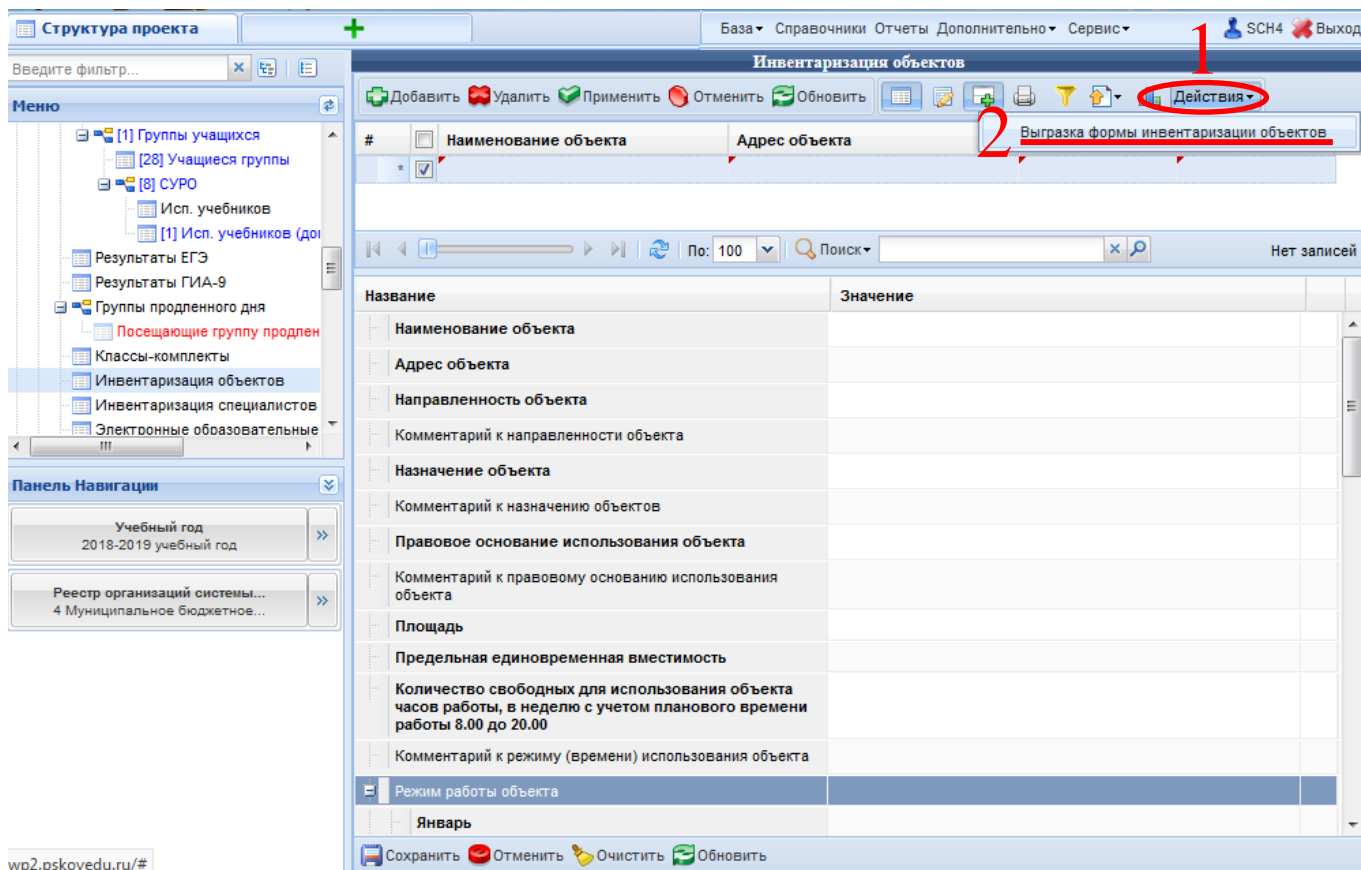 Структура проекта
База Справочники Отчеты Дополнительно Сервис SCH4 Выход
1
Введите фильтр...
Инвентаризация объектов
Меню
Добавить Удалить Применить Отменить Обновить Действия
2 Выгразка формы инвентаризации объектов
[1] Группы учащихся
[28] Учащиеся группы
[8] СУРО
Исп. учебников
[1] Исп. учебников (доп
Результаты ЕГЭ
Результаты ГИА-9
Группы продленного дня
Посещающие группу продлен
Классы-комплекты
Инвентаризация объектов
Инвентаризация специалистов
Электронные образовательные
Панель Навигации
Учебный год
2018-2019 учебный год
Реестр организаций системы...
4 Муниципальное бюджетное...
# Наименование объекта Адрес объекта
*
По: 100 Поиск Нет записей
Название Значение
Наименование объекта
Адрес объекта
Направленность объекта
Комментарий к направленности объекта
Назначение объекта
Комментарий к назначению объектов
Правовое основание использования объекта
Комментарий к правовому основанию использования
объекта
Площадь
Предельная единовременная вместимость
Количество свободных для использования объекта
часов работы, в неделю с учетом планового времени
работы 8.00 до 20.00
Комментарий к режиму (времени) использования объекта
Режим работы объекта
Январь
Сохранить Отменить Очистить Обновить
wp2.pskovedu.ru/#